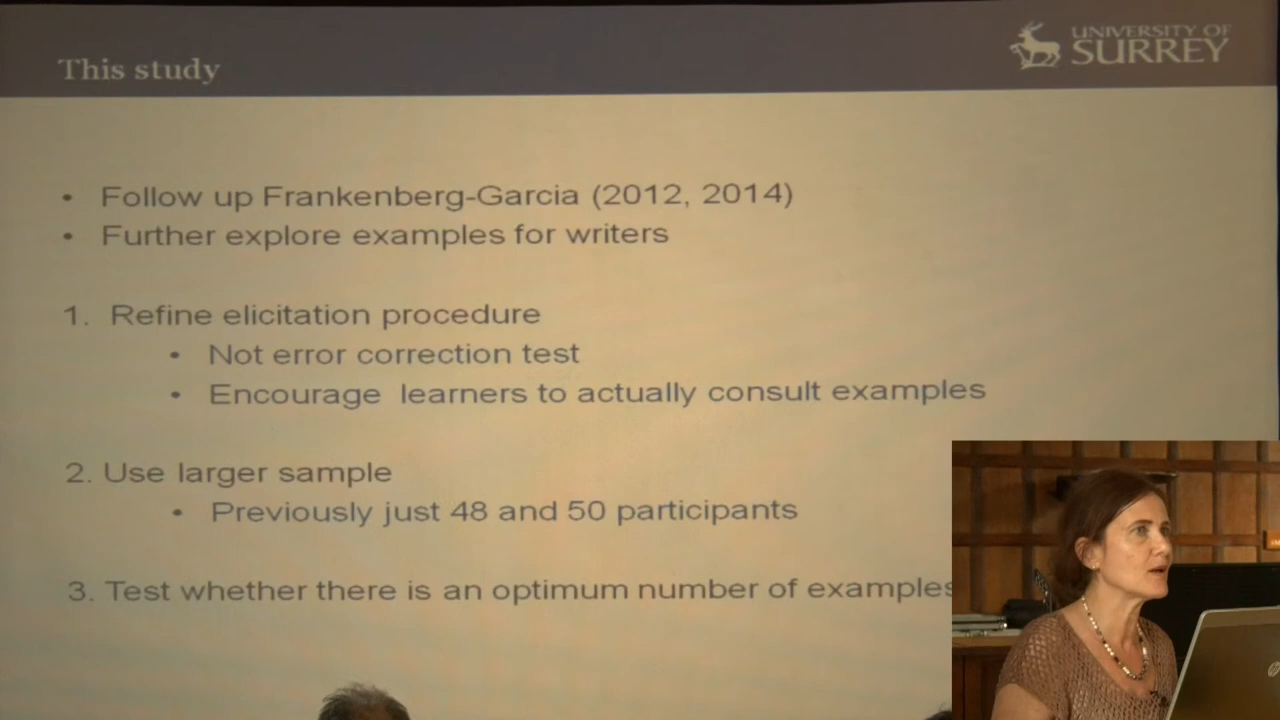 This study
UNIVERSITY OF
SURREY
• Follow up Frankenberg-Garcia (2012, 2014)
• Further explore examples for writers
1. Refine elicitation procedure
• Not error correction test
• Encourage learners to actually consult examples
2. Use larger sample
• Previously just 48 and 50 participants
3. Test whether there is an optimum number of examples